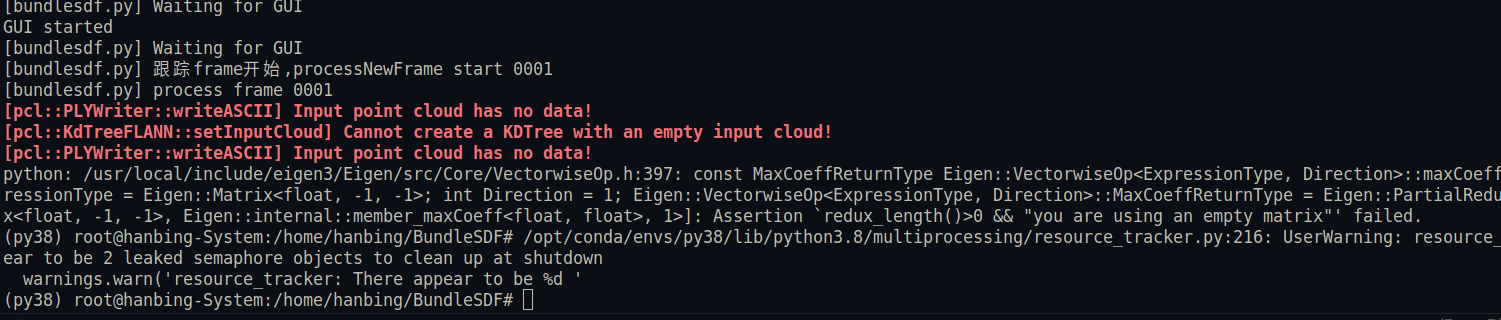 [bundlesdf.py] Waiting for GUI
GUI started
[bundlesdf.py] Waiting for GUI
[bundlesdf.py] 跟踪frame开始,processNewFrame start 0001
[bundlesdf.py] process frame 0001
[pcl::PLYWriter::writeASCII] Input point cloud has no data!
[pcl::KdTreeFLANN::setInputCloud] Cannot create a KDTree with an empty input cloud!
[pcl::PLYWriter::writeASCII] Input point cloud has no data!
python: /usr/local/include/eigen3/Eigen/src/Core/VectorwiseOp.h:397: const MaxCoeffReturnType Eigen::VectorwiseOp<ExpressionType, Direction>::maxCoeff
ressionType = Eigen::Matrix<float, -1, -1>; int Direction = 1; Eigen::VectorwiseOp<ExpressionType, Direction>::MaxCoeffReturnType = Eigen::PartialRedu
x<float, -1, -1>, Eigen::internal::member_maxCoeff<float, float>, 1>]: Assertion `redux_length()>0 && "you are using an empty matrix"' failed.
(py38) root@hanbing-System:/home/hanbing/BundleSDF# /opt/conda/envs/py38/lib/python3.8/multiprocessing/resource_tracker.py:216: UserWarning: resource_
ear to be 2 leaked semaphore objects to clean up at shutdown
  warnings.warn('resource_tracker: There appear to be %d '
(py38) root@hanbing-System:/home/hanbing/BundleSDF#